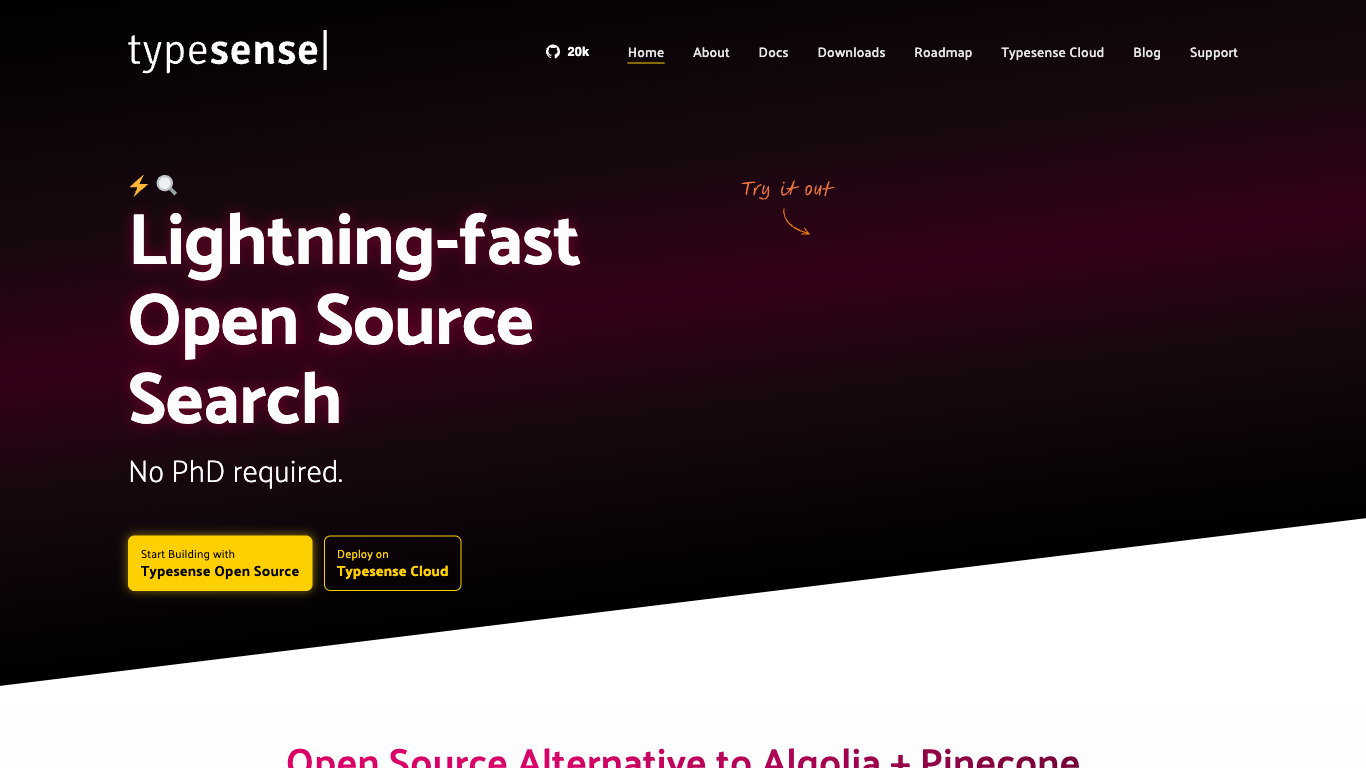 typesense|
20k
Home
About
Docs
Downloads
Roadmap
Typesense Cloud
Blog
Support
Lightning-fast
Open Source
Search
No PhD required.
Try it out
Start Building with
Typesense Open Source
Deploy on
Typesense Cloud
Open Source Alternative to Algolia + Pinecone